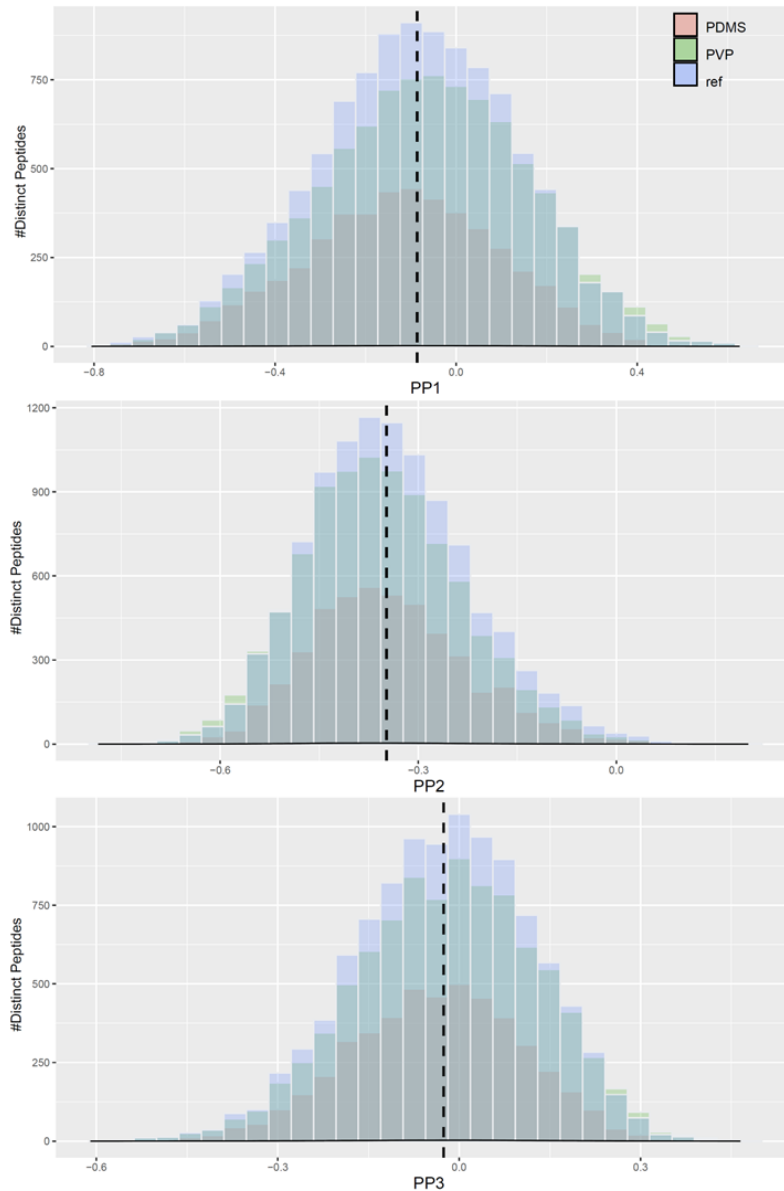 PDMS
PVP
ref
#Distinct Peptides
750
500
250
0
−0.8 −0.4 0.0 0.4
PP1
#Distinct Peptides
1200
900
600
300
0
−0.6 −0.3 0.0
PP2
#Distinct Peptides
1000
750
500
250
0
−0.6 −0.3 0.0 0.3
PP3